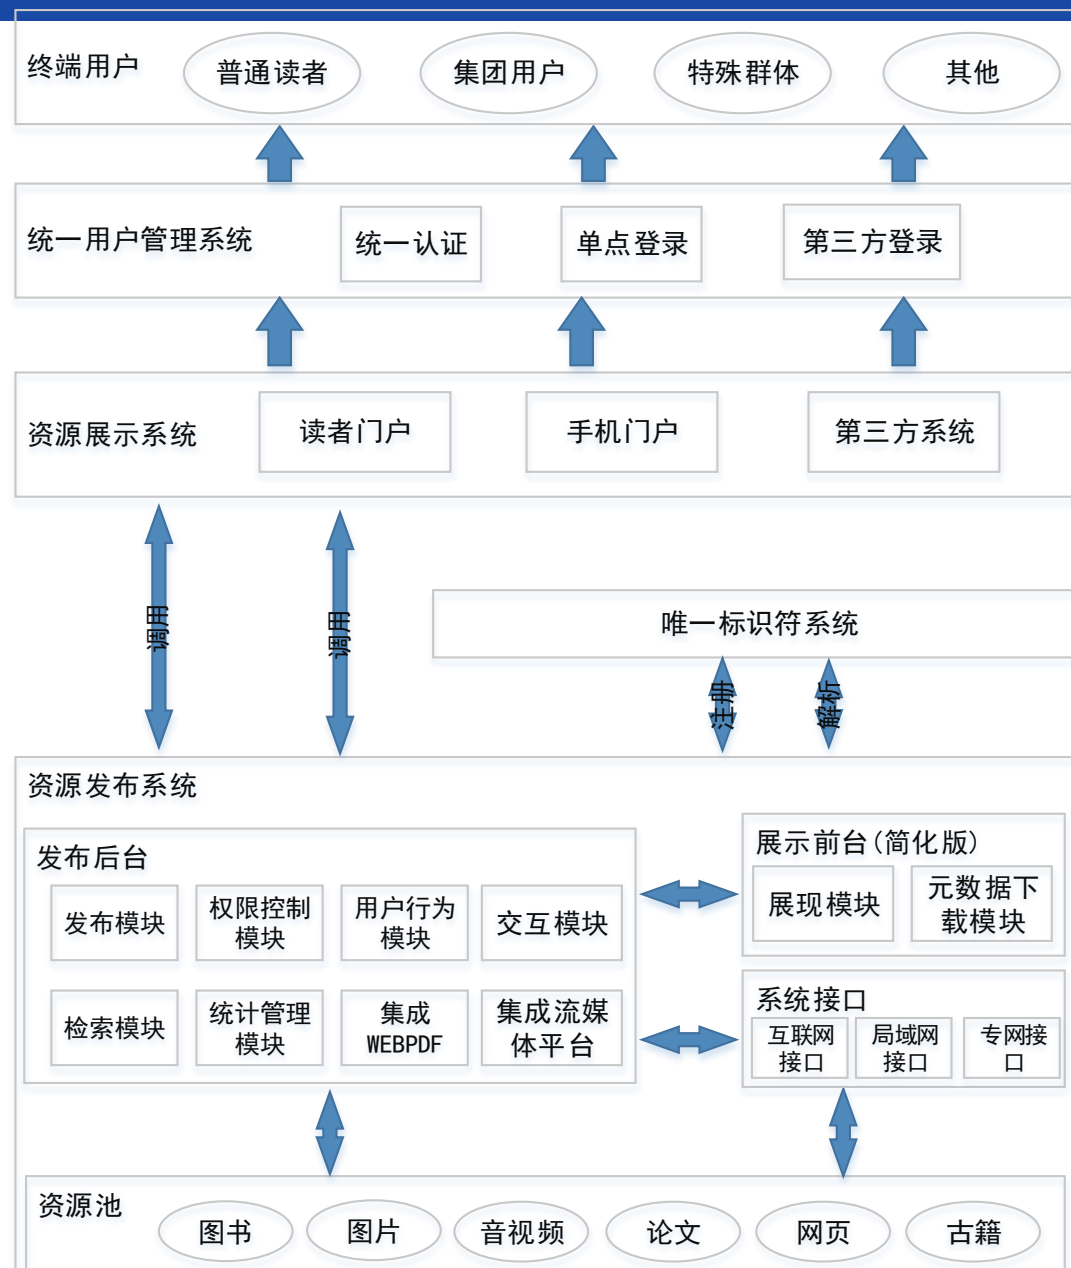 终端用户
普通读者
集团用户
特殊群体
其他
统一用户管理系统
统一认证
单点登录
第三方登录
资源展示系统
读者门户
手机门户
第三方系统
调用
调用
唯一标识符系统
注册
解析
资源发布系统
发布后台
发布模块
权限控制
模块
用户行为
模块
交互模块
检索模块
统计管理
模块
集成
WEBPDF
集成流媒
体平台
展示前台(简化版)
展现模块
元数据下
载模块
系统接口
互联网
接口
局域网
接口
专网接
口
资源池
图书
图片
音视频
论文
网页
古籍